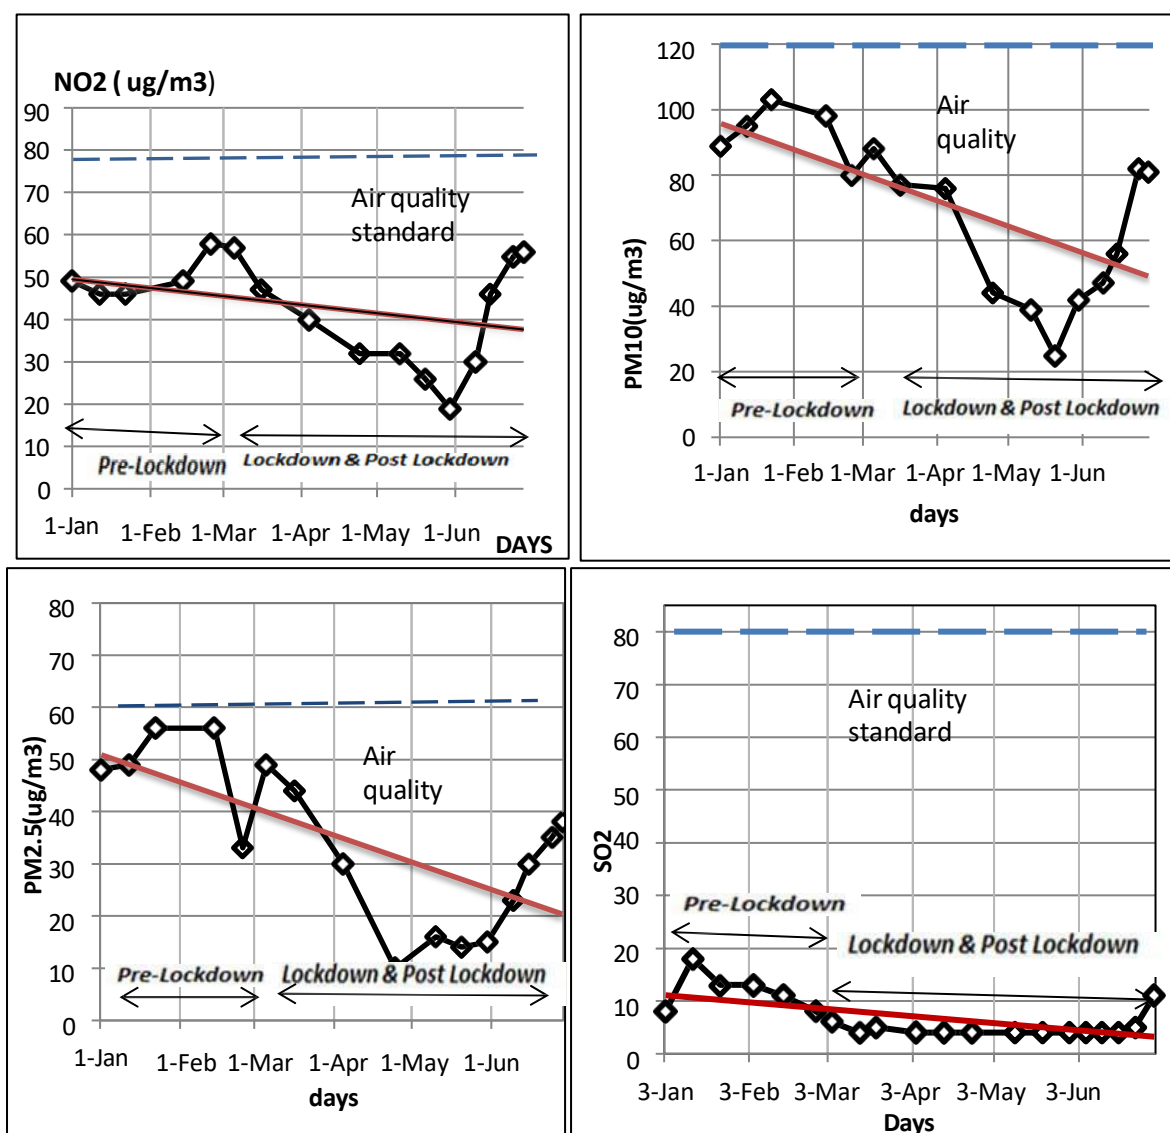 NO2 ( ug/m3)
90
80
70
60
50
40
30
20
10
0
Air quality
standard
Pre-Lockdown
Lockdown & Post Lockdown
1-Jan 1-Feb 1-Mar 1-Apr 1-May 1-Jun
DAYS
PM10(ug/m3)
120
100
80
60
40
20
0
Air
quality
Pre-Lockdown
Lockdown & Post Lockdown
1-Jan 1-Feb 1-Mar 1-Apr 1-May 1-Jun
days
PM2.5(ug/m3)
80
70
60
50
40
30
20
10
0
Air
quality
Pre-Lockdown
Lockdown & Post Lockdown
1-Jan 1-Feb 1-Mar 1-Apr 1-May 1-Jun
days
SO2
80
70
60
50
40
30
20
10
0
Air quality
standard
Pre-Lockdown
Lockdown & Post Lockdown
3-Jan 3-Feb 3-Mar 3-Apr 3-May 3-Jun
Days